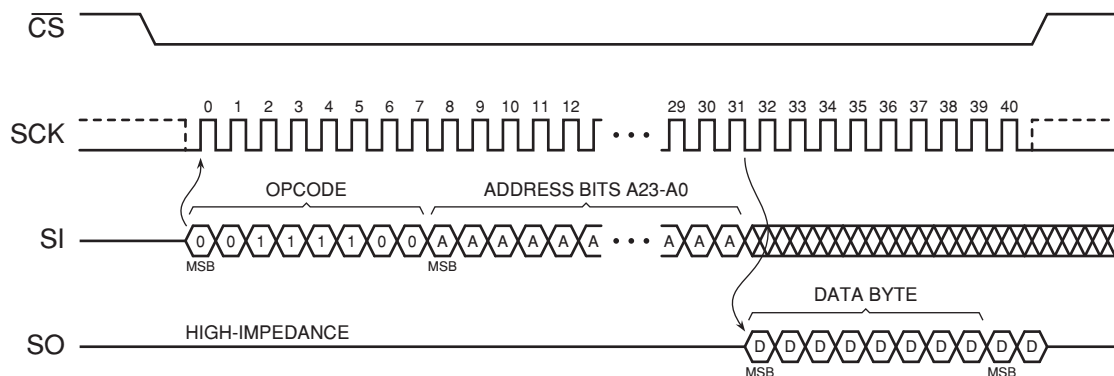 CS
0 1 2 3 4 5 6 7 8 9 10 11 12 29 30 31 32 33 34 35 36 37 38 39 40
SCK
OPCODE ADDRESS BITS A23-A0
SI 0 0 1 1 1 1 0 0 A A A A A A A A A
MSB MSB
DATA BYTE
HIGH-IMPEDANCE
SO D D D D D D D D D D
MSB MSB